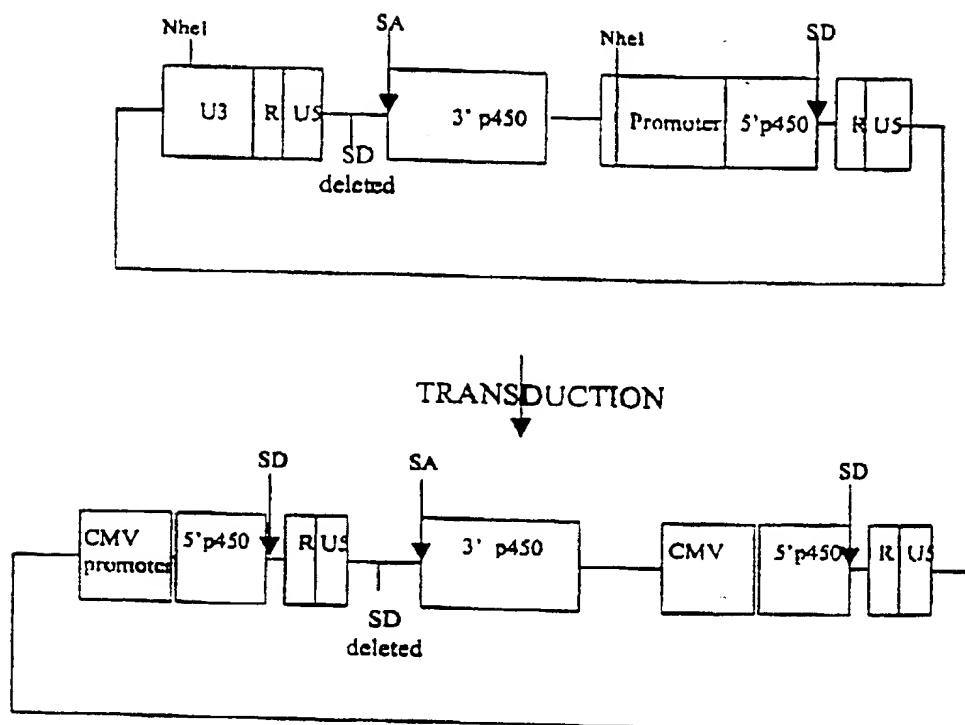 SA
SD
NheI
NheI
U3 R U5
3' p450
Promoter 5'p450
R U5
SD
deleted
TRANSDUCTION
SD
SA
SD
CMV
promoter
5'p450
R U5
3' p450
CMV
5'p450
R U5
SD
deleted